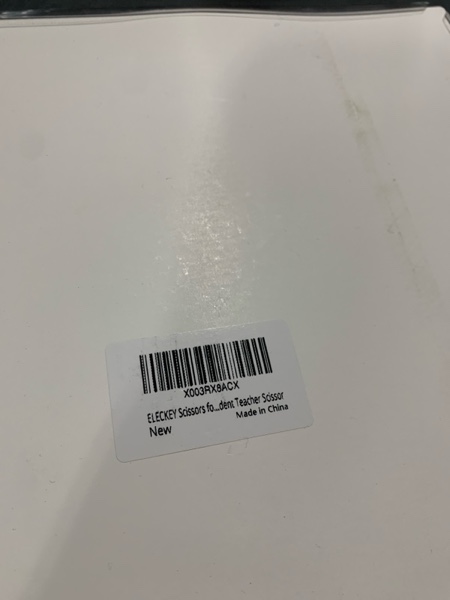 X003RX8ACX
ELECKEY Scissors fo...dent Teacher Scissor
New
Made in China